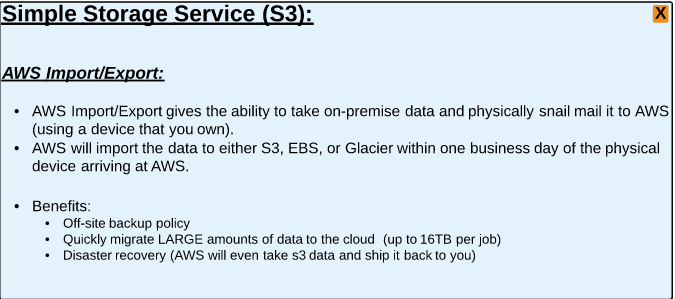 Simple Storage Service (S3):
X
AWS Import/Export:
• AWS Import/Export gives the ability to take on-premise data and physically snail mail it to AWS
(using a device that you own).
• AWS will import the data to either S3, EBS, or Glacier within one business day of the physical
device arriving at AWS.
• Benefits:
• Off-site backup policy
• Quickly migrate LARGE amounts of data to the cloud (up to 16TB per job)
• Disaster recovery (AWS will even take s3 data and ship it back to you)